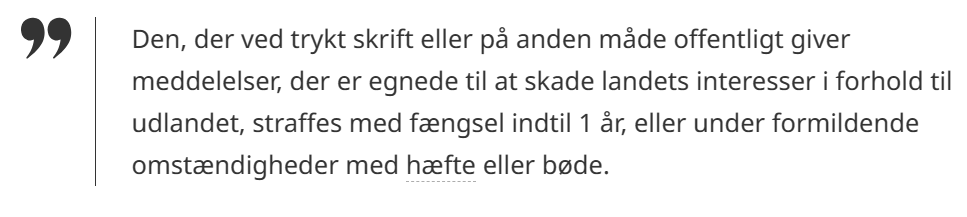 Den, der ved trykt skrift eller på anden måde offentligt giver
meddelelser, der er egnede til at skade landets interesser i forhold til
udlandet, straffes med fængsel indtil 1 år, eller under formildende
omstændigheder med hæfte eller bøde.